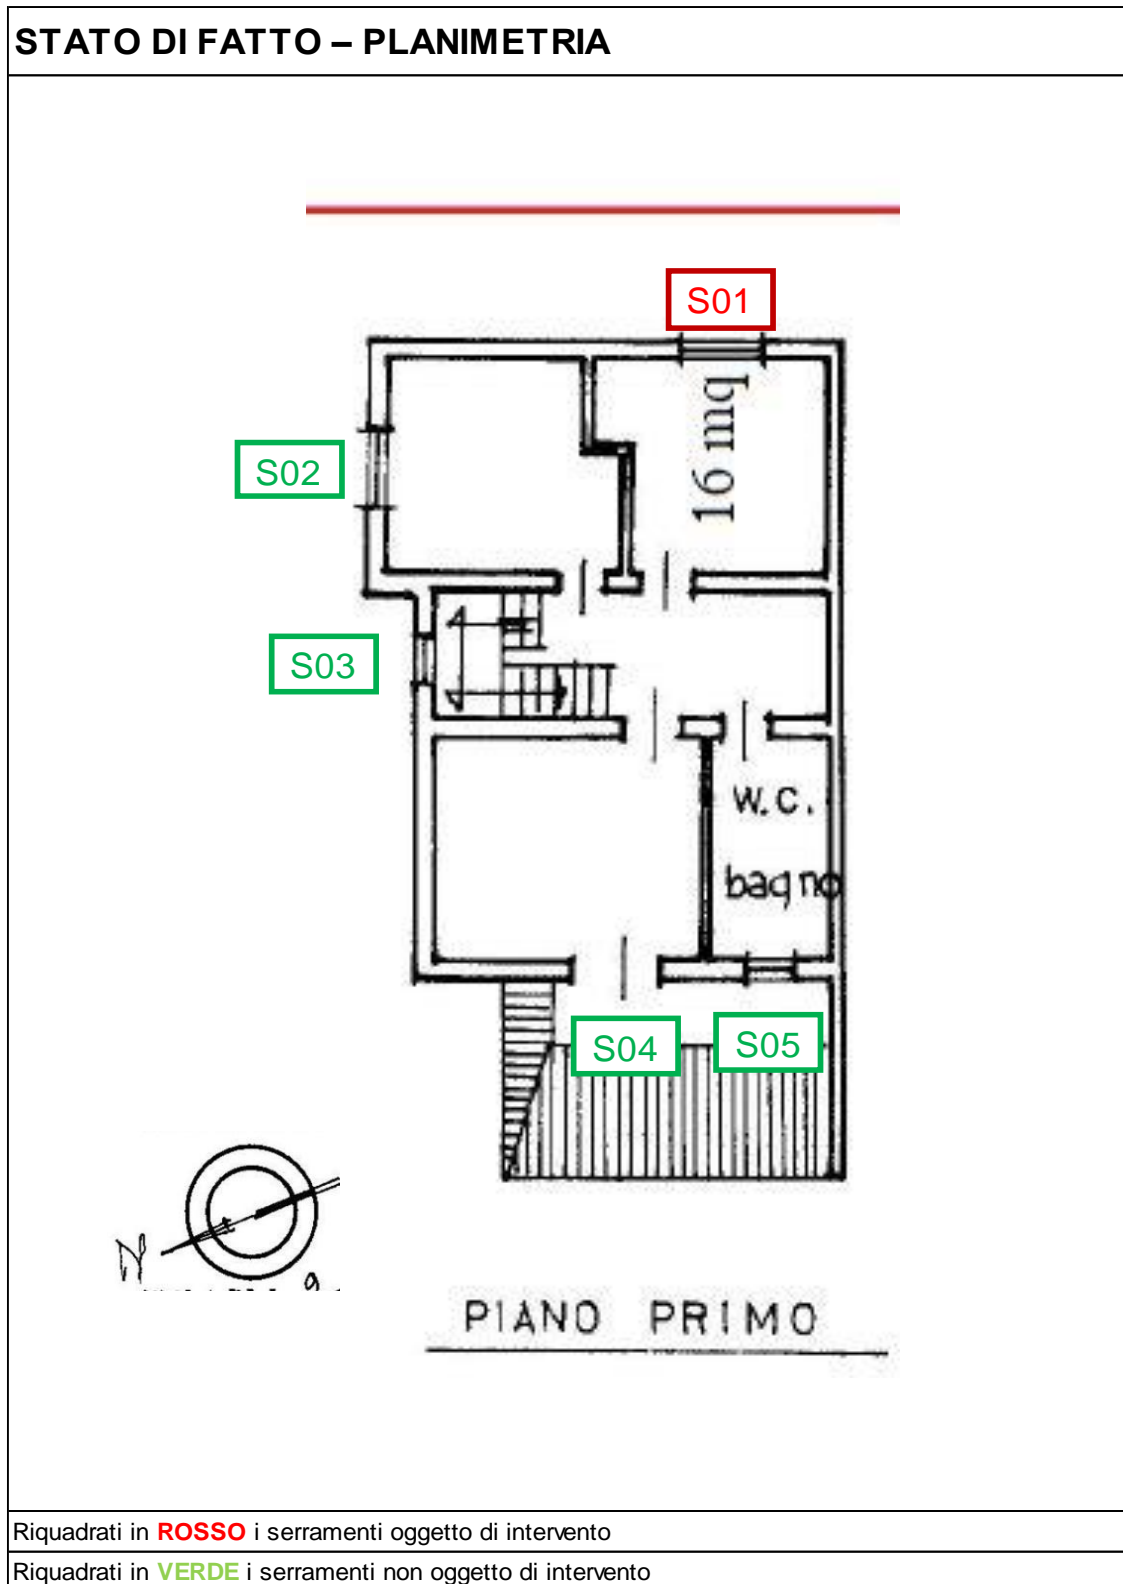 STATO DI FATTO – PLANIMETRIA
S01
16 mq
S02
S03
W.C.
bagno
S04
S05
N
PIANO PRIMO
Riquadrati in ROSSO i serramenti oggetto di intervento
Riquadrati in VERDE i serramenti non oggetto di intervento